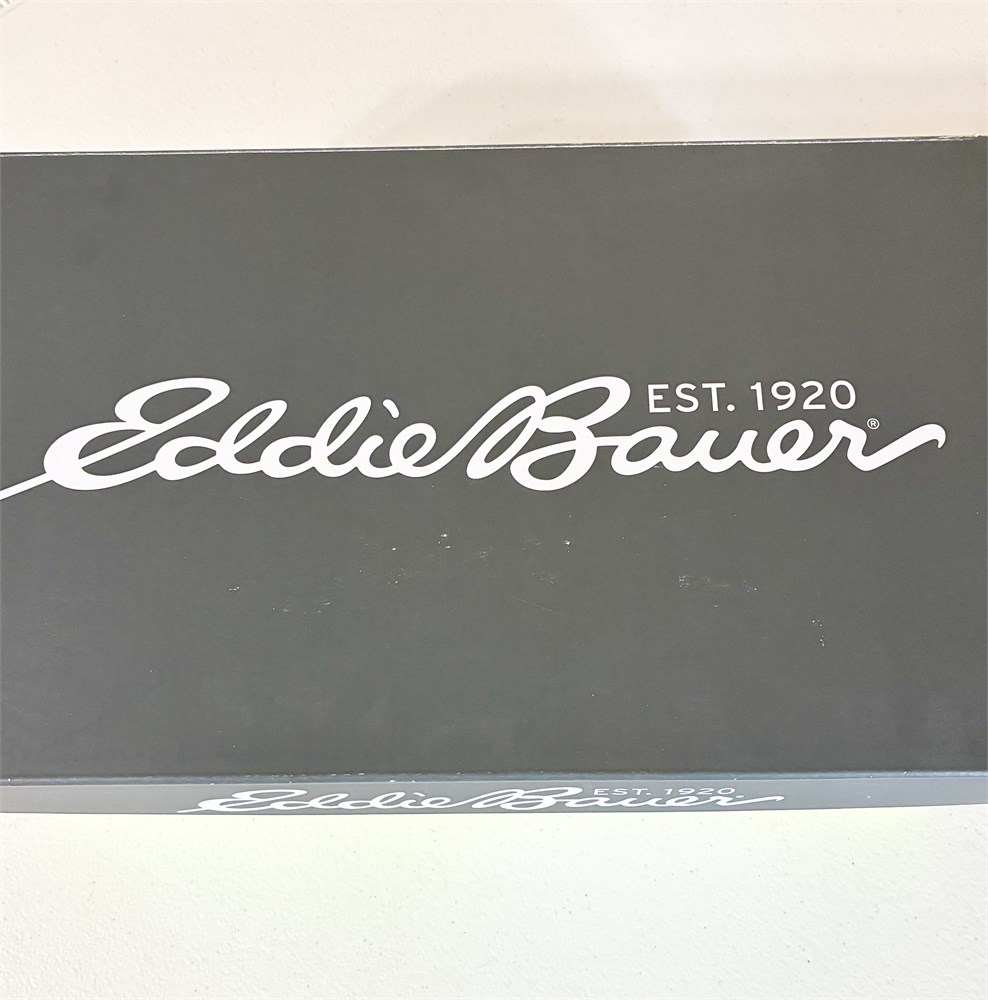 EST. 1920
Eddie Bauer®
EST. 1920
Eddie Bauer